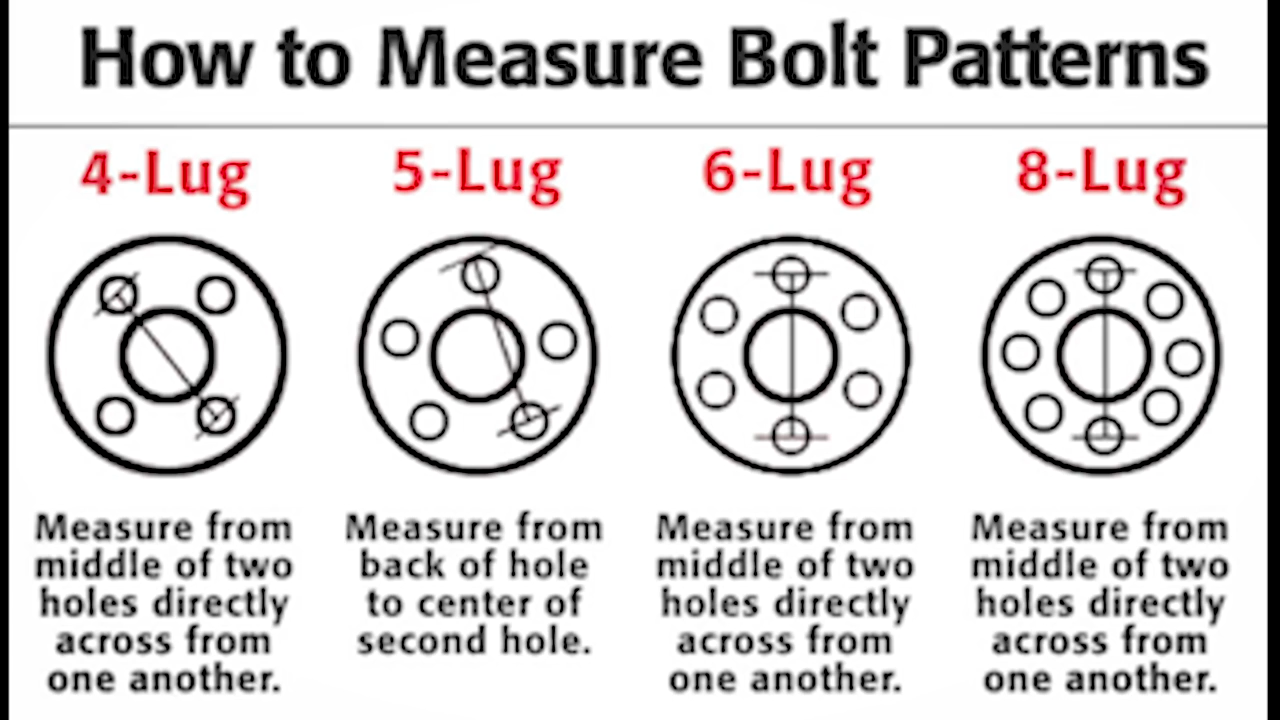 How to Measure Bolt Patterns
4-Lug
5-Lug
6-Lug
8-Lug
Measure from
middle of two
holes directly
across from
one another.
Measure from
back of hole
to center of
second hole.
Measure from
middle of two
holes directly
across from
one another.
Measure from
middle of two
holes directly
across from
one another.